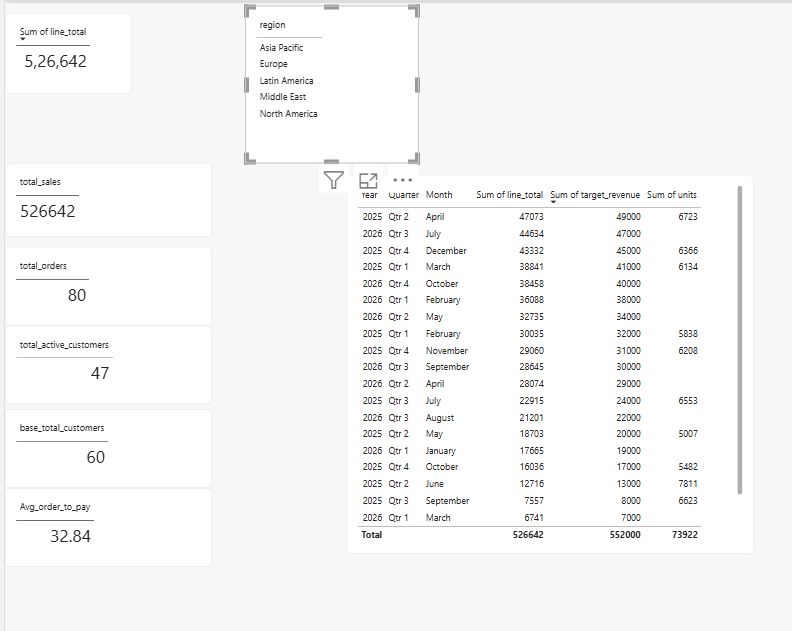 Sum of line_total
5,26,642
region
Asia Pacific
Europe
Latin America
Middle East
North America
total_sales
526642
total_orders
80
total_active_customers
47
base_total_customers
60
Avg_order_to_pay
32.84
Year Quarter Month Sum of line_total Sum of target_revenue Sum of units
2025 Qtr 2 April 47073 49000 6723
2026 Qtr 3 July 44634 47000
2025 Qtr 4 December 43332 45000 6366
2025 Qtr 1 March 38841 41000 6134
2026 Qtr 4 October 38458 40000
2026 Qtr 1 February 36088 38000
2026 Qtr 2 May 32735 34000
2025 Qtr 1 February 30035 32000 5838
2025 Qtr 4 November 29060 31000 6208
2026 Qtr 3 September 28645 30000
2026 Qtr 2 April 28074 29000
2025 Qtr 3 July 22915 24000 6553
2026 Qtr 3 August 21201 22000
2025 Qtr 2 May 18703 20000 5007
2026 Qtr 1 January 17665 19000
2025 Qtr 4 October 16036 17000 5482
2025 Qtr 2 June 12716 13000 7811
2025 Qtr 3 September 7557 8000 6623
2026 Qtr 1 March 6741 7000
Total 526642 552000 73922